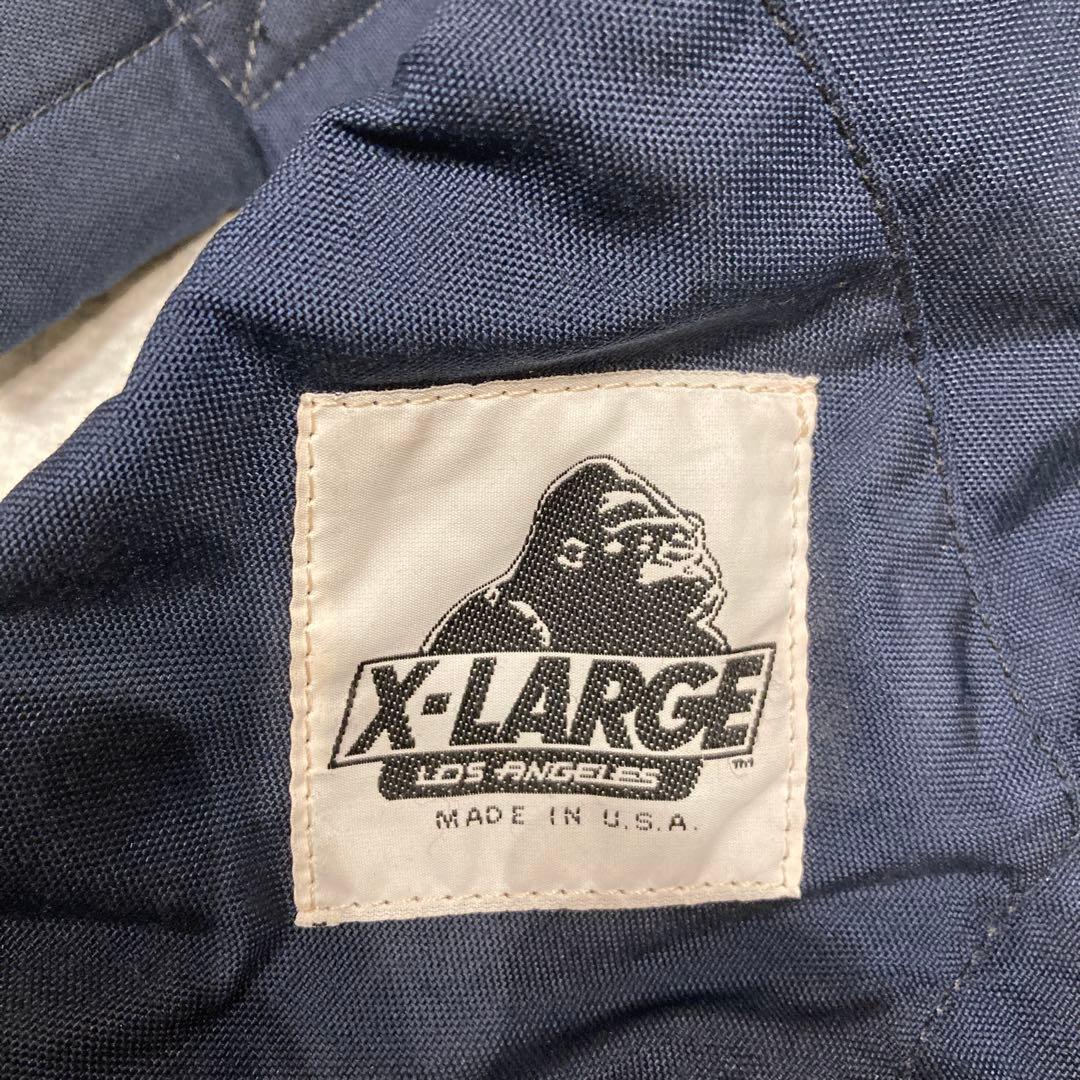 X-LARGE
TM
LOS ANGELES
MADE IN U.S.A.